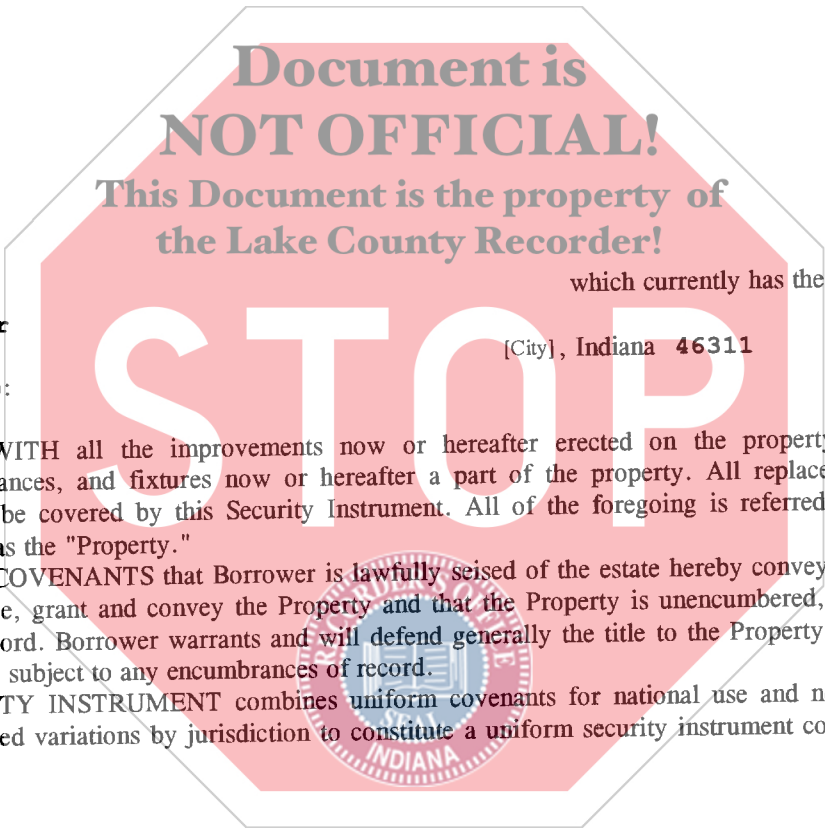 Document is
NOT OFFICIAL!
This Document is the property of
the Lake County Recorder!
which currently has the
r
[City], Indiana 46311
:
STOP
WITH all the improvements now or hereafter erected on the property
ances, and fixtures now or hereafter a part of the property. All replace
be covered by this Security Instrument. All of the foregoing is referred
as the "Property."
COVENANTS that Borrower is lawfully seised of the estate hereby convey
e, grant and convey the Property and that the Property is unencumbered,
ord. Borrower warrants and will defend generally the title to the Property
subject to any encumbrances of record.
TY INSTRUMENT combines uniform covenants for national use and n
ed variations by jurisdiction to constitute a uniform security instrument co
RECORDER'S OFFICE
SEAL
INDIANA